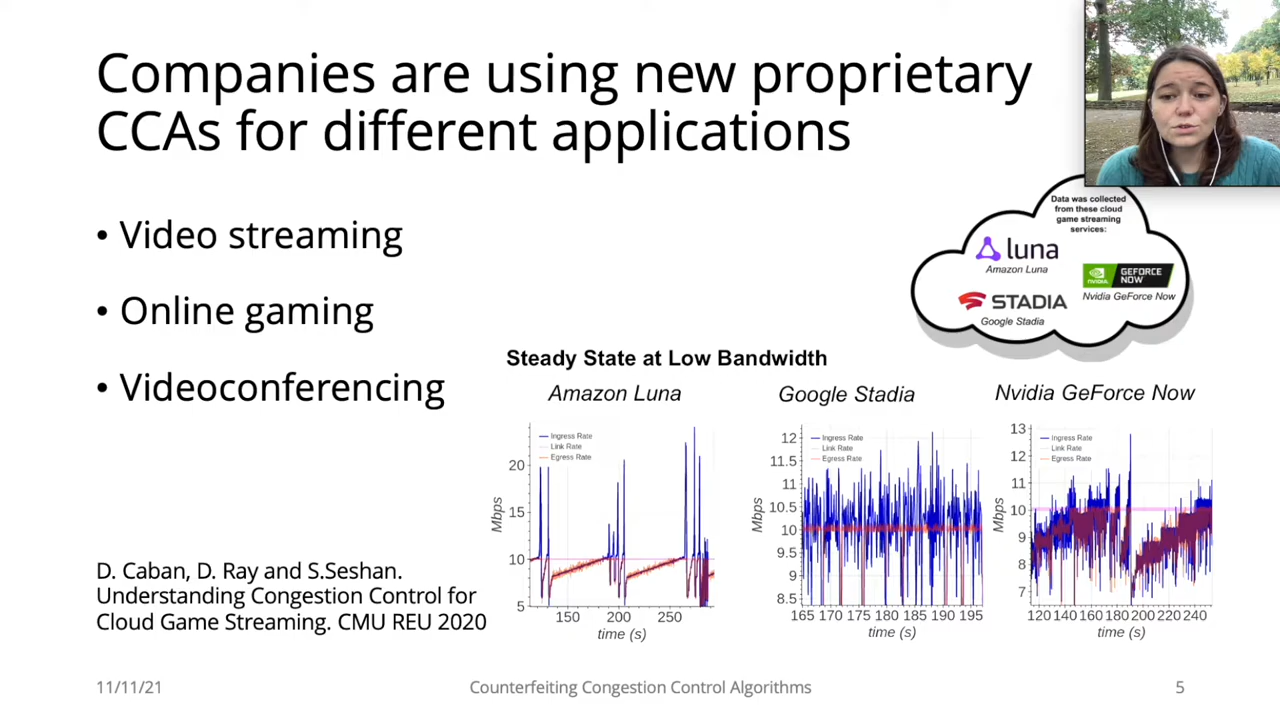 Companies are using new proprietary
CCAs for different applications
• Video streaming
• Online gaming
• Videoconferencing
Data was collected
from these cloud
game streaming
services:
luna
Amazon Luna
NVIDIA
GEFORCE
NOW
Nvidia GeForce Now
STADIA
Google Stadia
Steady State at Low Bandwidth
Amazon Luna
Google Stadia
Nvidia GeForce Now
Ingress Rate
Link Rate
Egress Rate
20
15
10
5
Mbps
150 200 250
time (s)
Ingress Rate
Link Rate
Egress Rate
12
11.5
11
10.5
10
9.5
9
8.5
Mbps
165 170 175 180 185 190 195
time (s)
Ingress Rate
Link Rate
Egress Rate
13
12
11
10
9
8
7
Mbps
120 140 160 180 200 220 240
time (s)
D. Caban, D. Ray and S.Seshan.
Understanding Congestion Control for
Cloud Game Streaming. CMU REU 2020
11/11/21
Counterfeiting Congestion Control Algorithms
5